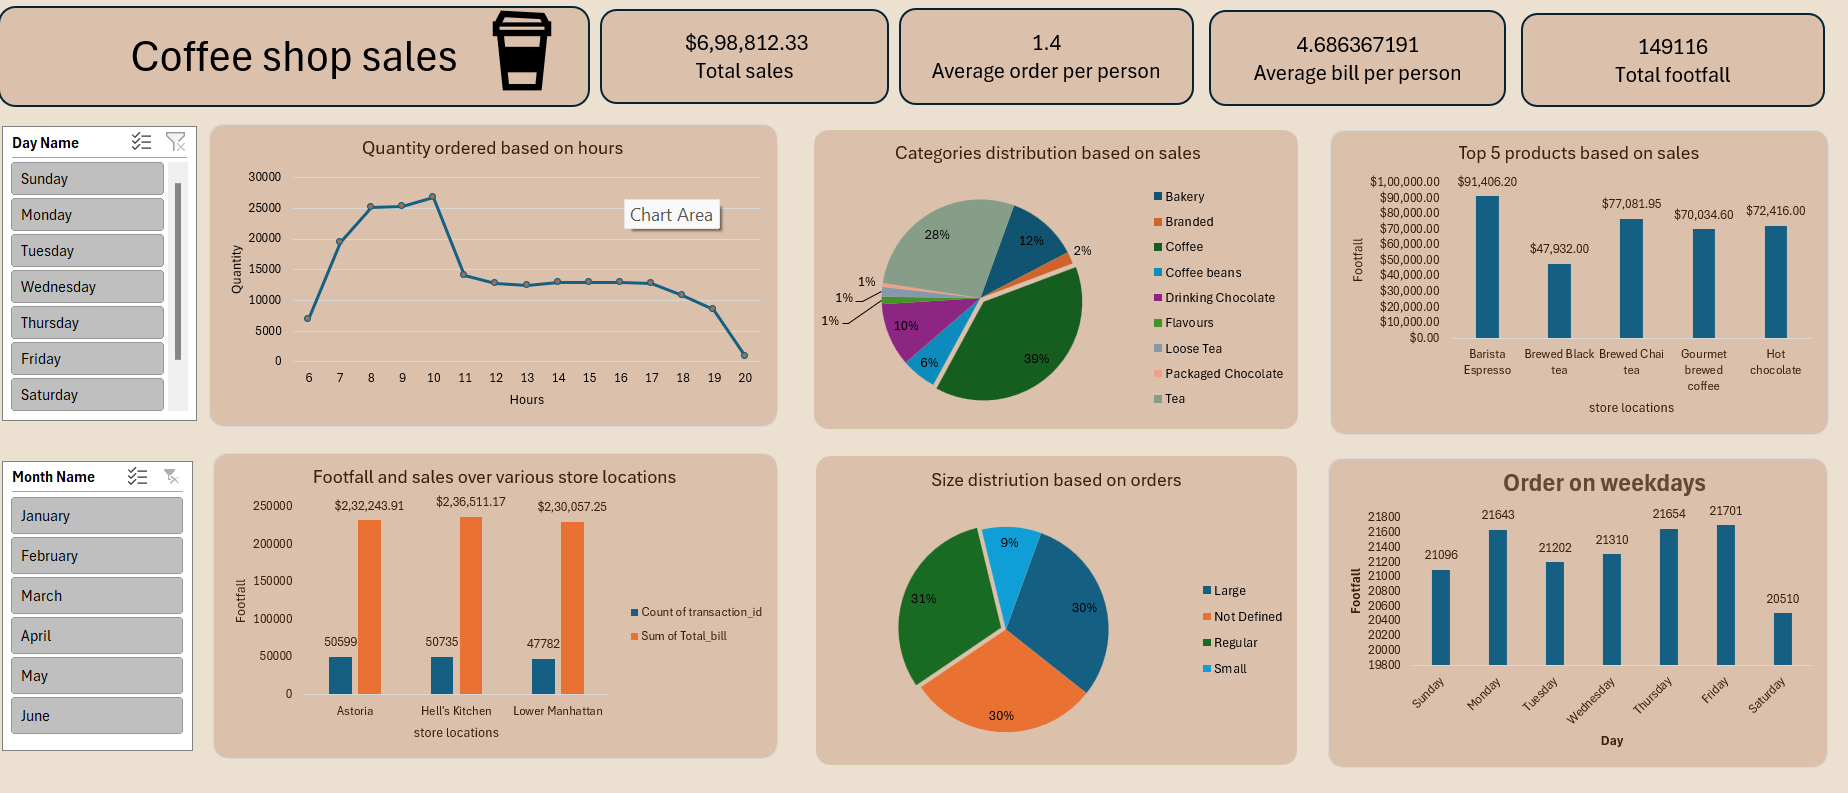 Coffee shop sales
$6,98,812.33
Total sales
1.4
Average order per person
4.686367191
Average bill per person
149116
Total footfall
Day Name
Sunday
Monday
Tuesday
Wednesday
Thursday
Friday
Saturday
Quantity ordered based on hours
30000
25000
20000
15000
10000
5000
0
Quantity
Chart Area
6 7 8 9 10 11 12 13 14 15 16 17 18 19 20
Hours
Categories distribution based on sales
28%
12%
2%
39%
6%
10%
1%
1%
1%
Bakery
Branded
Coffee
Coffee beans
Drinking Chocolate
Flavours
Loose Tea
Packaged Chocolate
Tea
Top 5 products based on sales
$1,00,000.00
$90,000.00
$80,000.00
$70,000.00
$60,000.00
$50,000.00
$40,000.00
$30,000.00
$20,000.00
$10,000.00
$0.00
Footfall
$91,406.20
$47,932.00
$77,081.95
$70,034.60
$72,416.00
Barista
Espresso
Brewed Black
tea
Brewed Chai
tea
Gourmet
brewed
coffee
Hot
chocolate
store locations
Month Name
January
February
March
April
May
June
Footfall and sales over various store locations
250000
200000
150000
100000
50000
0
Footfall
$2,32,243.91
$2,36,511.17
$2,30,057.25
50599
50735
47782
Astoria
Hell's Kitchen
Lower Manhattan
store locations
Count of transaction_id
Sum of Total_bill
Size distriution based on orders
9%
30%
31%
30%
Large
Not Defined
Regular
Small
Order on weekdays
21800
21600
21400
21200
21000
20800
20600
20400
20200
20000
19800
Footfall
21096
21643
21202
21310
21654
21701
20510
Sunday
Monday
Tuesday
Wednesday
Thursday
Friday
Saturday
Day